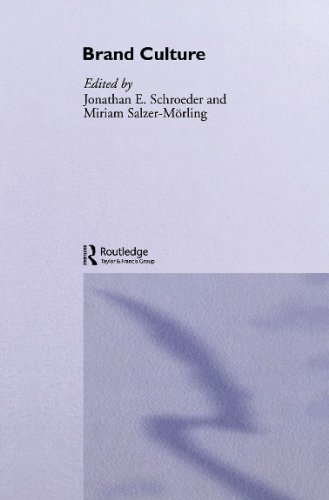 Brand Culture
Edited by
Jonathan E. Schroeder and
Miriam Salzer-Mörling
Routledge
Taylor & Francis Group